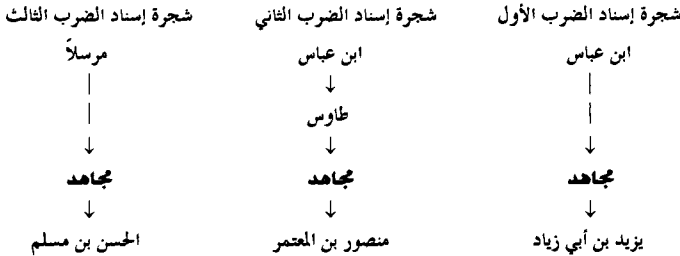 شجرة إسناد الضرب الأول شجرة إسناد الضرب الثاني شجرة إسناد الضرب الثالث
ابن عباس ابن عباس مرسلاً
طاوس
مجاهد مجاهد مجاهد
يزيد بن أبي زياد منصور بن المعتمر الحسن بن مسلم